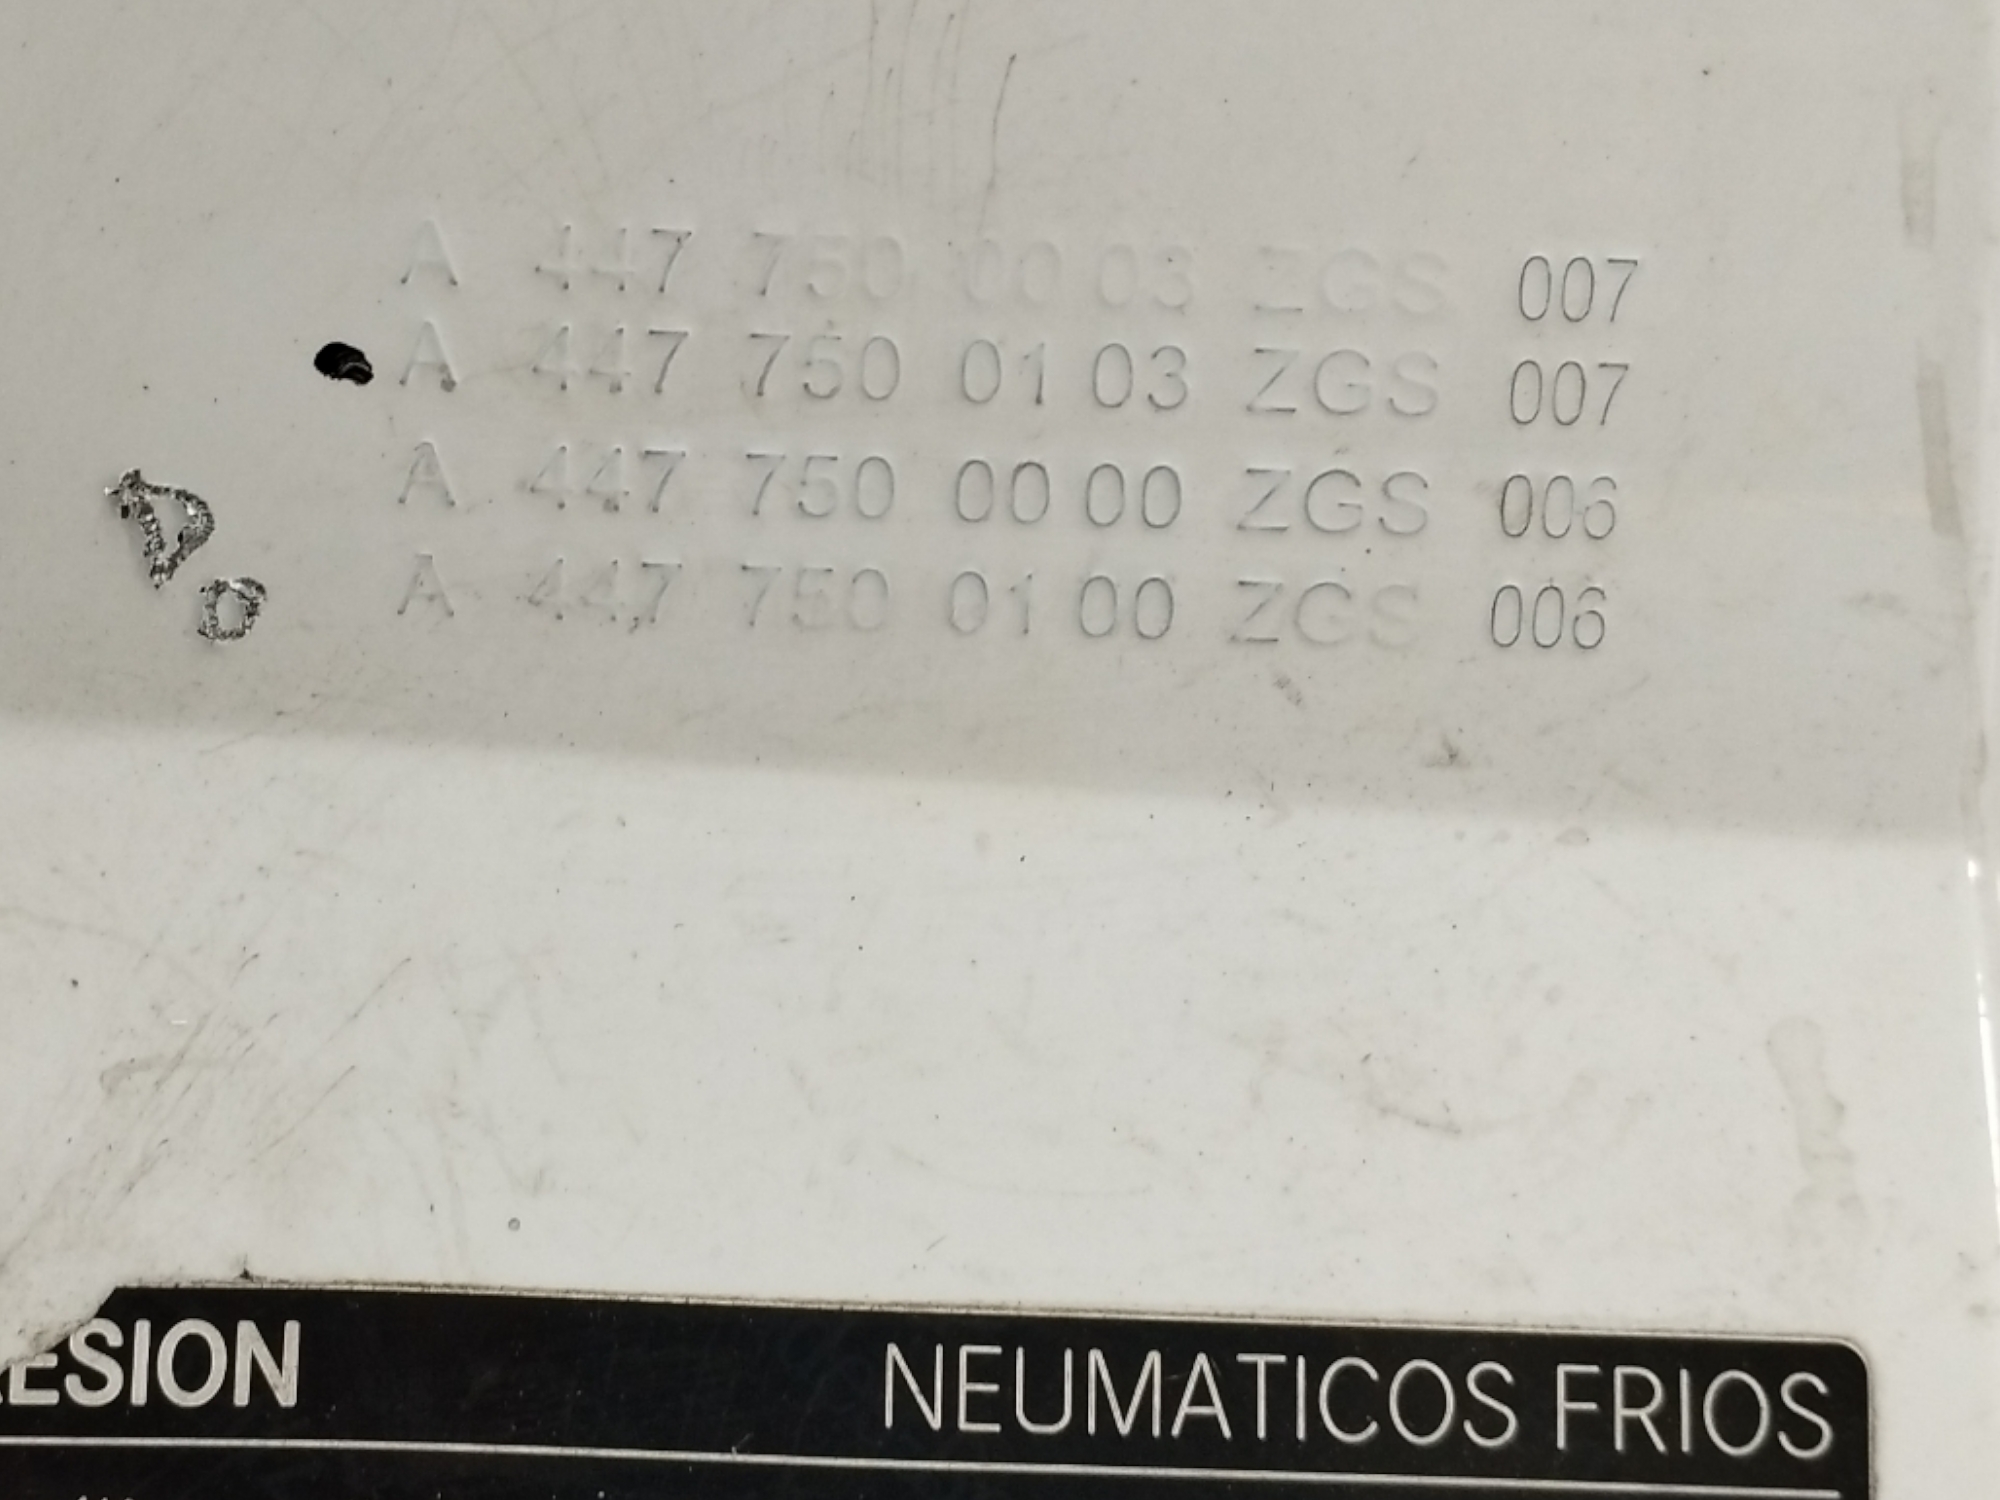 A 447 750 00 03 ZGS 007
A 447 750 01 03 ZGS 007
A 447 750 00 00 ZGS 006
A 447 750 01 00 ZGS 006
ESION NEUMATICOS FRIOS